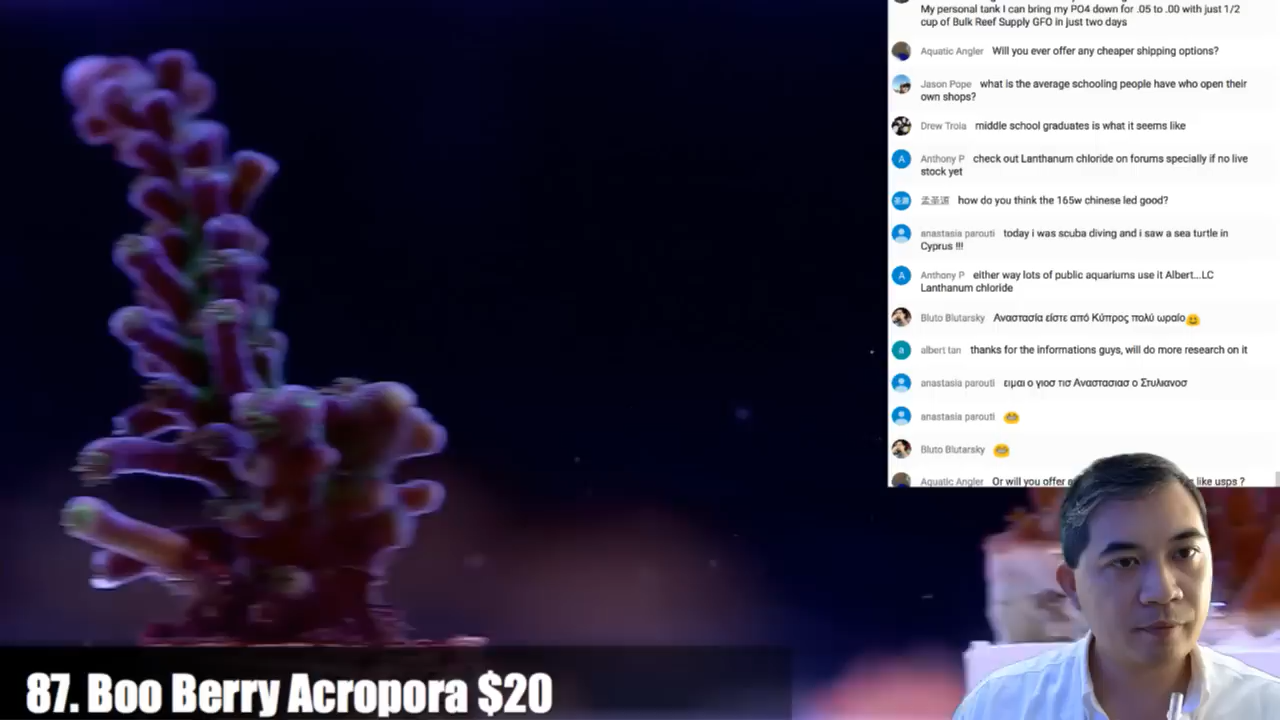 My personal tank I can bring my PO4 down for .05 to .00 with just 1/2
cup of Bulk Reef Supply GFO in just two days
Aquatic Angler Will you ever offer any cheaper shipping options?
Jason Pope what is the average schooling people have who open their
own shops?
Drew Troia middle school graduates is what it seems like
A Anthony P check out Lanthanum chloride on forums specially if no live
stock yet
圣源 孟圣源 how do you think the 165w chinese led good?
anastasia parouti today i was scuba diving and i saw a sea turtle in
Cyprus !!!
A Anthony P either way lots of public aquariums use it Albert...LC
Lanthanum chloride
Bluto Blutarsky Αναστασία είστε από Κύπρος πολύ ωραίο😀
a albert tan thanks for the informations guys, will do more research on it
anastasia parouti ειμαι ο γιοσ τισ Αναστασιασ ο Στυλιανοσ
anastasia parouti 😂
Bluto Blutarsky 😂
Aquatic Angler Or will you offer like usps ?
87. Boo Berry Acropora $20